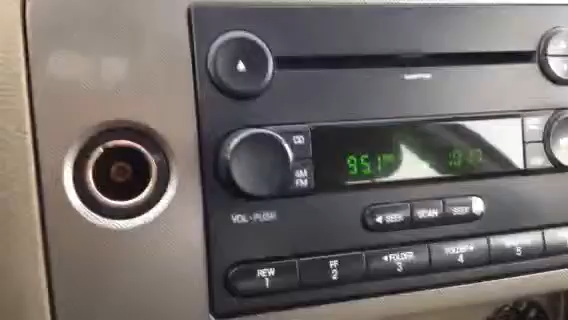 CD
AM
FM
95.1
VOL-PUSH
◄ SEEK SCAN SEEK
REW
1
FF
2
◄ FOLDER
3
FOLDER ►
4
5